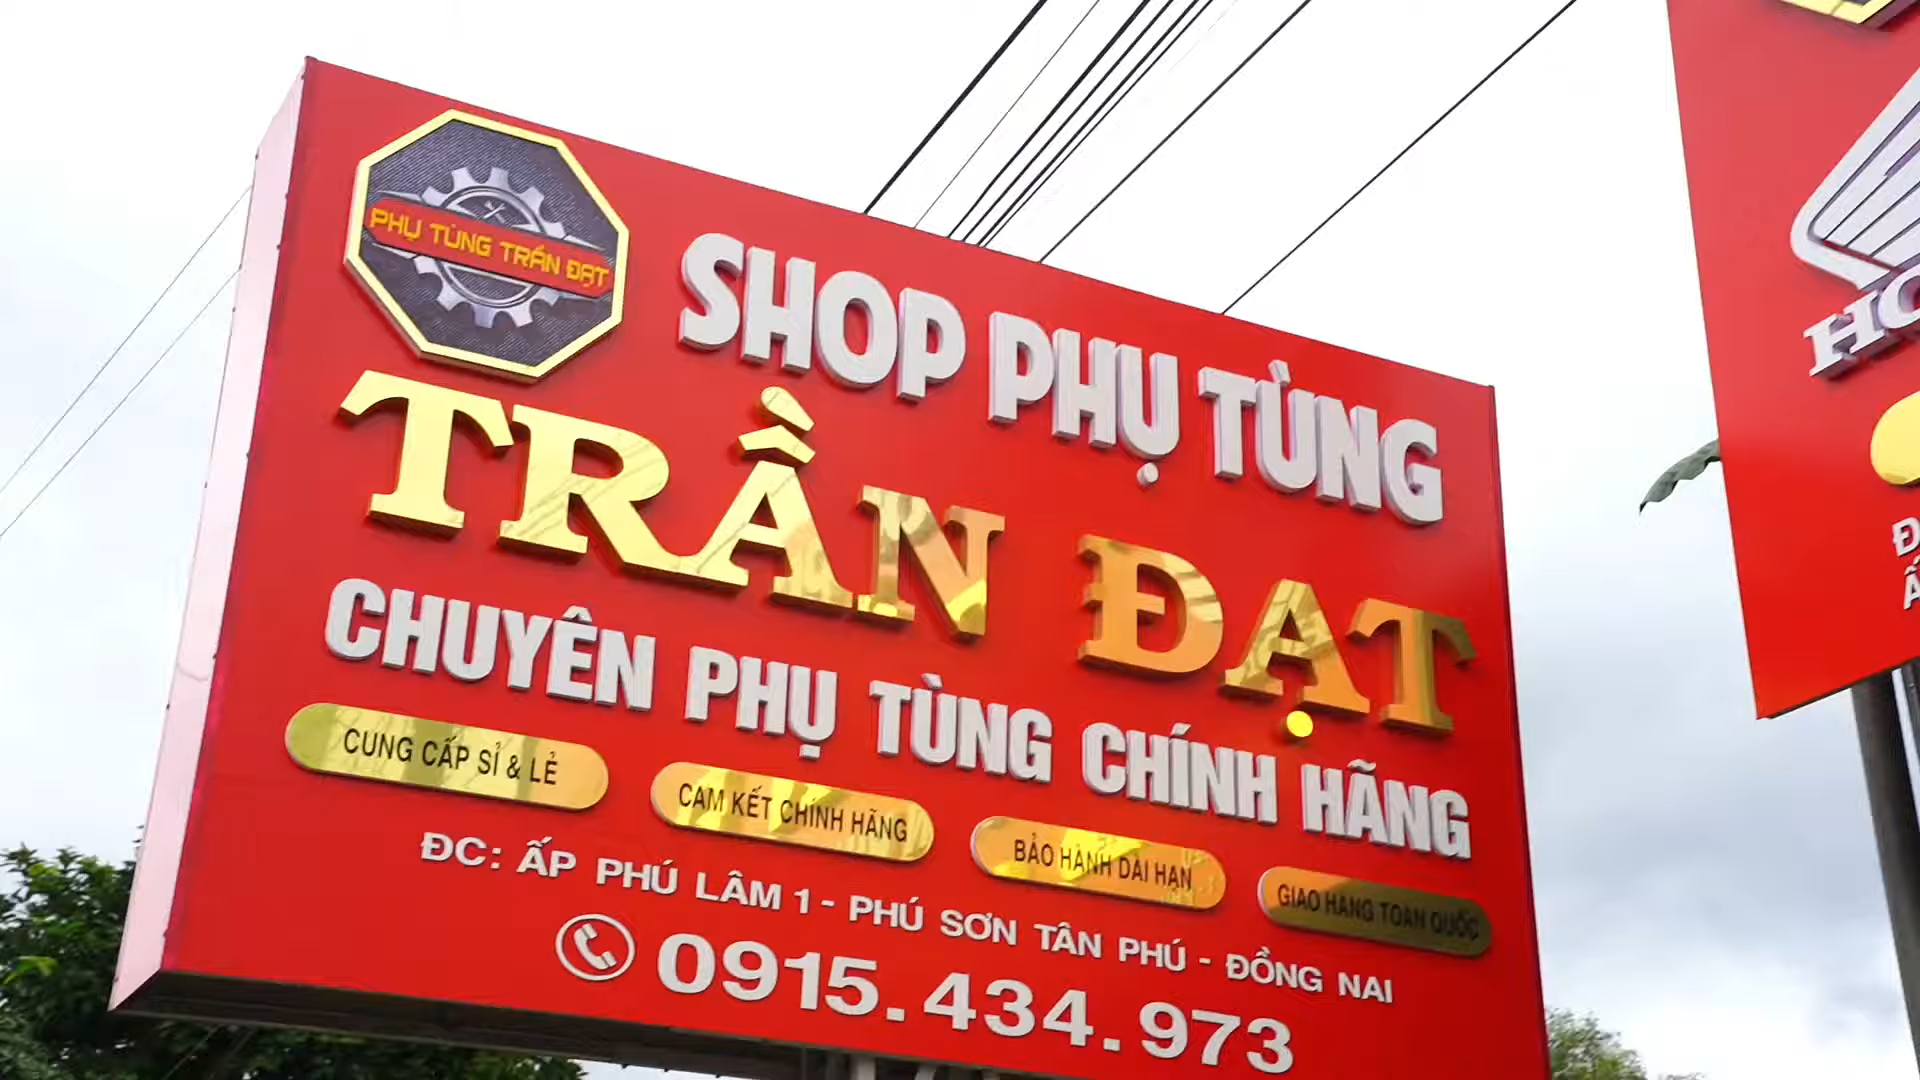 PHỤ TÙNG TRẦN ĐẠT
SHOP PHỤ TÙNG
TRẦN ĐẠT
CHUYÊN PHỤ TÙNG CHÍNH HÃNG
CUNG CẤP SỈ & LẺ
CAM KẾT CHÍNH HÃNG
BẢO HÀNH DÀI HẠN
GIAO HÀNG TOÀN QUỐC
ĐC: ẤP PHÚ LÂM 1 - PHÚ SƠN TÂN PHÚ - ĐỒNG NAI
0915.434.973